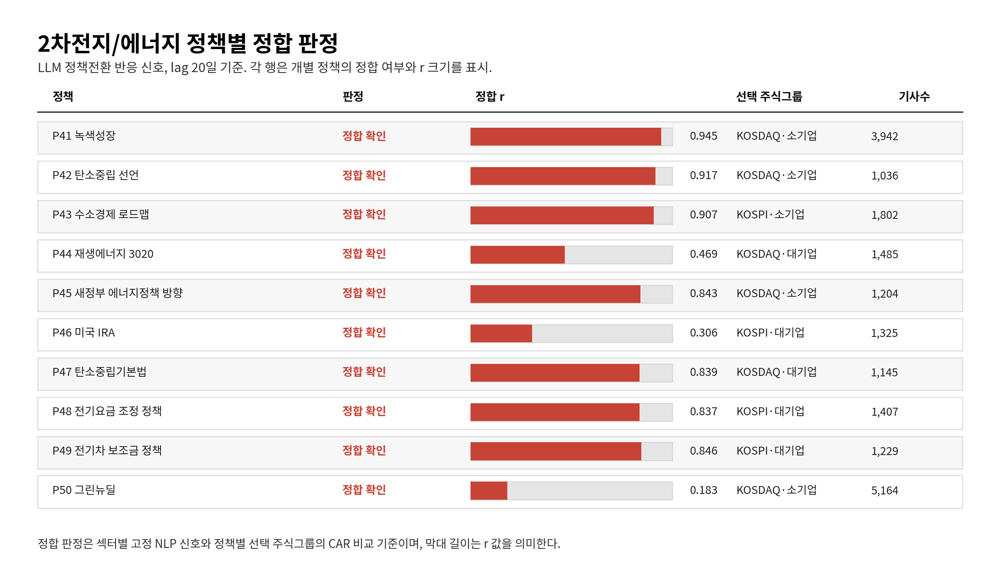 2차전지/에너지 정책별 정합 판정
LLM 정책전환 반응 신호, lag 20일 기준. 각 행은 개별 정책의 정합 여부와 r 크기를 표시.
정책 판정 정합 r 선택 주식그룹 기사수
P41 녹색성장 정합 확인 0.945 KOSDAQ·소기업 3,942
P42 탄소중립 선언 정합 확인 0.917 KOSDAQ·소기업 1,036
P43 수소경제 로드맵 정합 확인 0.907 KOSPI·소기업 1,802
P44 재생에너지 3020 정합 확인 0.469 KOSDAQ·대기업 1,485
P45 새정부 에너지정책 방향 정합 확인 0.843 KOSDAQ·소기업 1,204
P46 미국 IRA 정합 확인 0.306 KOSPI·대기업 1,325
P47 탄소중립기본법 정합 확인 0.839 KOSDAQ·대기업 1,145
P48 전기요금 조정 정책 정합 확인 0.837 KOSPI·대기업 1,407
P49 전기차 보조금 정책 정합 확인 0.846 KOSPI·대기업 1,229
P50 그린뉴딜 정합 확인 0.183 KOSDAQ·소기업 5,164
정합 판정은 섹터별 고정 NLP 신호와 정책별 선택 주식그룹의 CAR 비교 기준이며, 막대 길이는 r 값을 의미한다.